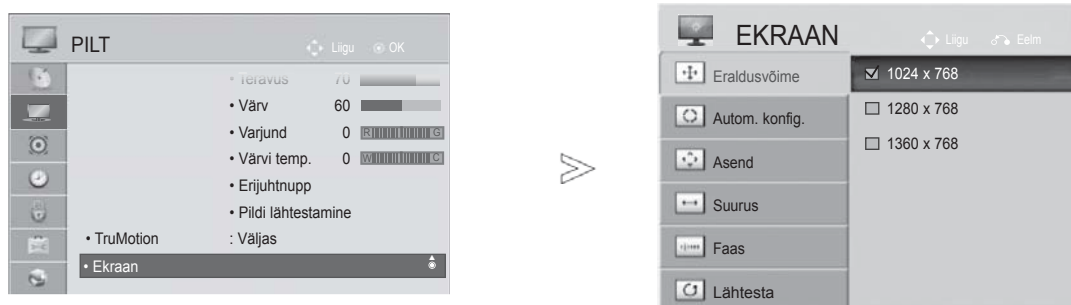 PILT
Liigu OK
• Teravus 70
• Värv 60
• Varjund 0 R G
• Värvi temp. 0 W C
• Erijuhtnupp
• Pildi lähtestamine
• TruMotion : Väljas
• Ekraan
EKRAAN
Liigu Eelm
Eraldusvõime
Autom. konfig.
Asend
Suurus
Faas
Lähtesta
1024 x 768
1280 x 768
1360 x 768